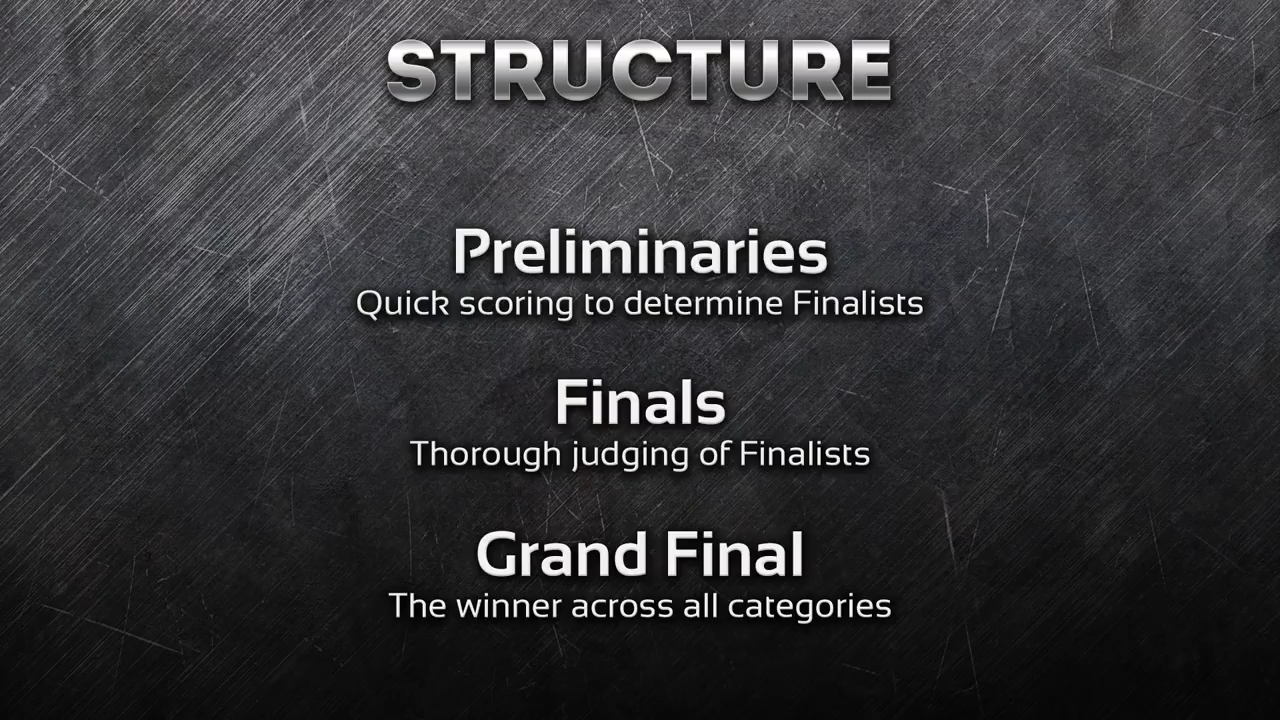 STRUCTURE
Preliminaries
Quick scoring to determine Finalists
Finals
Thorough judging of Finalists
Grand Final
The winner across all categories